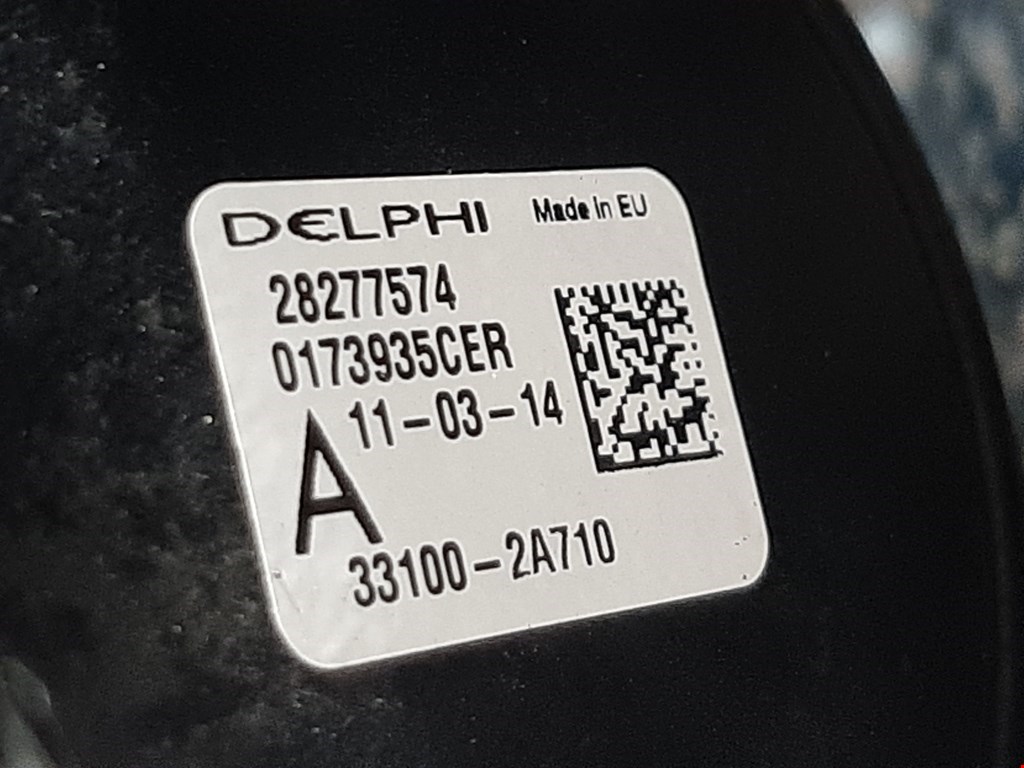 DELPHI Made in EU
28277574
0173935CER
A 11-03-14
33100-2A710